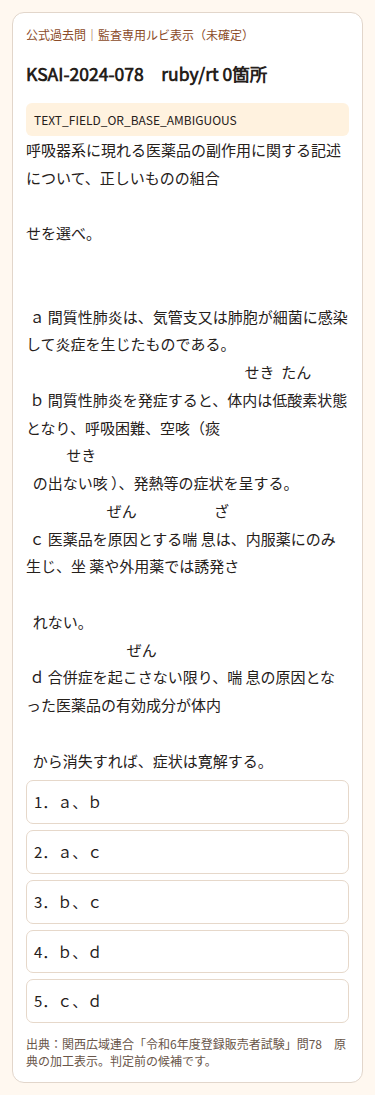 公式過去問｜監査専用ルビ表示（未確定）
KSAI-2024-078　ruby/rt 0箇所
TEXT_FIELD_OR_BASE_AMBIGUOUS
呼吸器系に現れる医薬品の副作用に関する記述
について、正しいものの組合
せを選べ。
ａ 間質性肺炎は、気管支又は肺胞が細菌に感染
して炎症を生じたものである。
せき たん
ｂ 間質性肺炎を発症すると、体内は低酸素状態
となり、呼吸困難、空咳（痰
せき
の出ない咳 ）、発熱等の症状を呈する。
ぜん ざ
ｃ 医薬品を原因とする喘 息は、内服薬にのみ
生じ、坐 薬や外用薬では誘発さ
れない。
ぜん
ｄ 合併症を起こさない限り、喘 息の原因とな
った医薬品の有効成分が体内
から消失すれば、症状は寛解する。
1．ａ、ｂ
2．ａ、ｃ
3．ｂ、ｃ
4．ｂ、ｄ
5．ｃ、ｄ
出典：関西広域連合「令和6年度登録販売者試験」問78　原
典の加工表示。判定前の候補です。